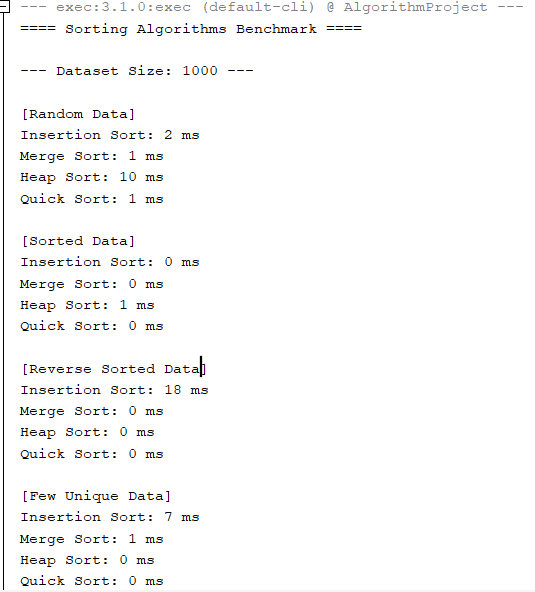 --- exec:3.1.0:exec (default-cli) @ AlgorithmProject ---
==== Sorting Algorithms Benchmark ====
--- Dataset Size: 1000 ---
[Random Data]
Insertion Sort: 2 ms
Merge Sort: 1 ms
Heap Sort: 10 ms
Quick Sort: 1 ms
[Sorted Data]
Insertion Sort: 0 ms
Merge Sort: 0 ms
Heap Sort: 1 ms
Quick Sort: 0 ms
[Reverse Sorted Data]
Insertion Sort: 18 ms
Merge Sort: 0 ms
Heap Sort: 0 ms
Quick Sort: 0 ms
[Few Unique Data]
Insertion Sort: 7 ms
Merge Sort: 1 ms
Heap Sort: 0 ms
Quick Sort: 0 ms